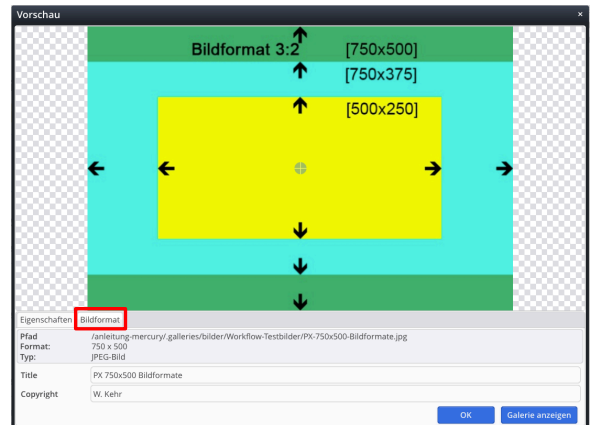 Vorschau ×
Bildformat 3:2 [750x500]
[750x375]
[500x250]
Eigenschaften Bildformat
Pfad /anleitung-mercury/.galleries/bilder/Workflow-Testbilder/PX-750x500-Bildformate.jpg
Format: 750 x 500
Typ: JPEG-Bild
Title PX 750x500 Bildformate
Copyright W. Kehr
OK Galerie anzeigen